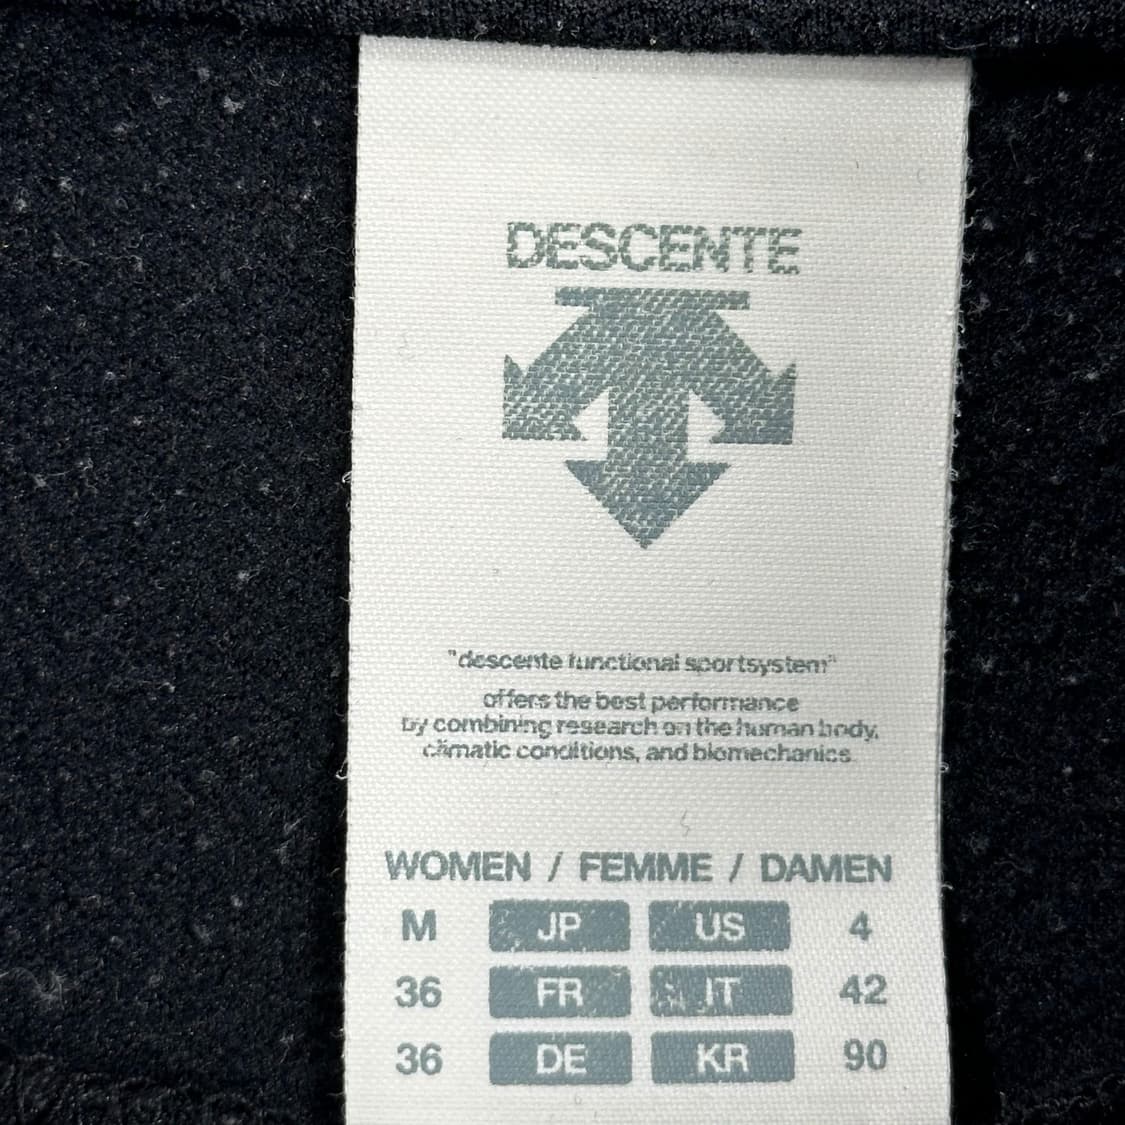 DESCENTE
"descente functional sportsystem"
offers the best performance
by combining research on the human body,
climatic conditions, and biomechanics.
WOMEN / FEMME / DAMEN
M JP US 4
36 FR IT 42
36 DE KR 90